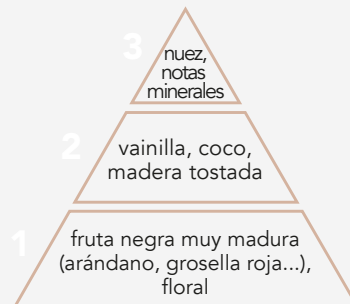 3
nuez,
notas
minerales
2
vainilla, coco,
madera tostada
1
fruta negra muy madura
(arándano, grosella roja...),
floral